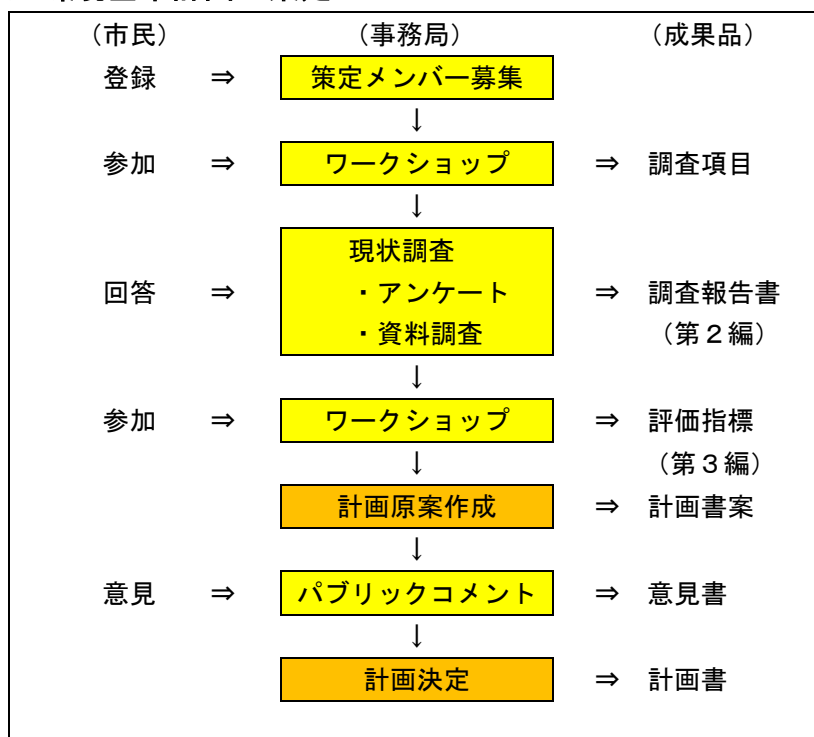 （市民） （事務局） （成果品）
登録 ⇒ 策定メンバー募集
↓
参加 ⇒ ワークショップ ⇒ 調査項目
↓
現状調査
回答 ⇒ ・アンケート ⇒ 調査報告書
・資料調査 （第２編）
↓
参加 ⇒ ワークショップ ⇒ 評価指標
↓ （第３編）
計画原案作成 ⇒ 計画書案
↓
意見 ⇒ パブリックコメント ⇒ 意見書
↓
計画決定 ⇒ 計画書